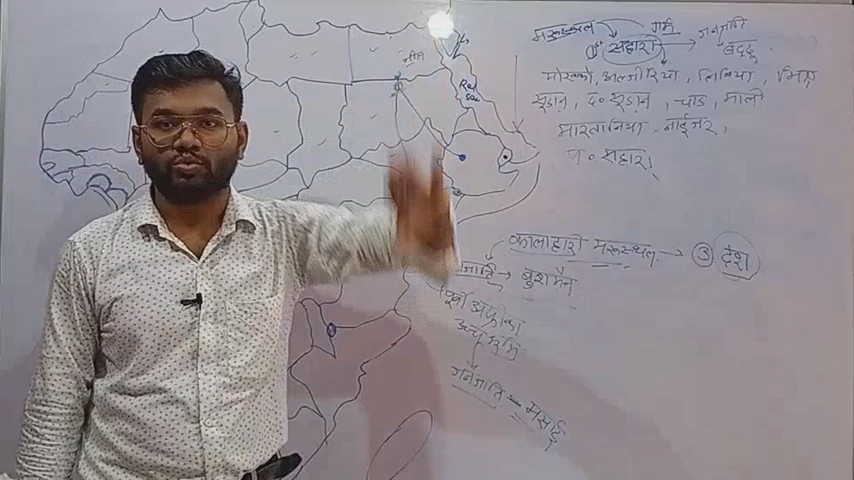 मरूस्थल गर्म जनजाति
सहारा बद्दू
मोरक्को, अल्जीरिया, लिबिया, मिस्र
सूडान, द० सूडान, चाड, माली
मारतानिया, नाईजर,
प० सहारा,
नील
Red
Sea
कालाहारी मरूस्थल → ③ देश
जाति → बुशमैन
पूर्वी अफ्रीका
उच्च भूमि
जनजाति - मसाई